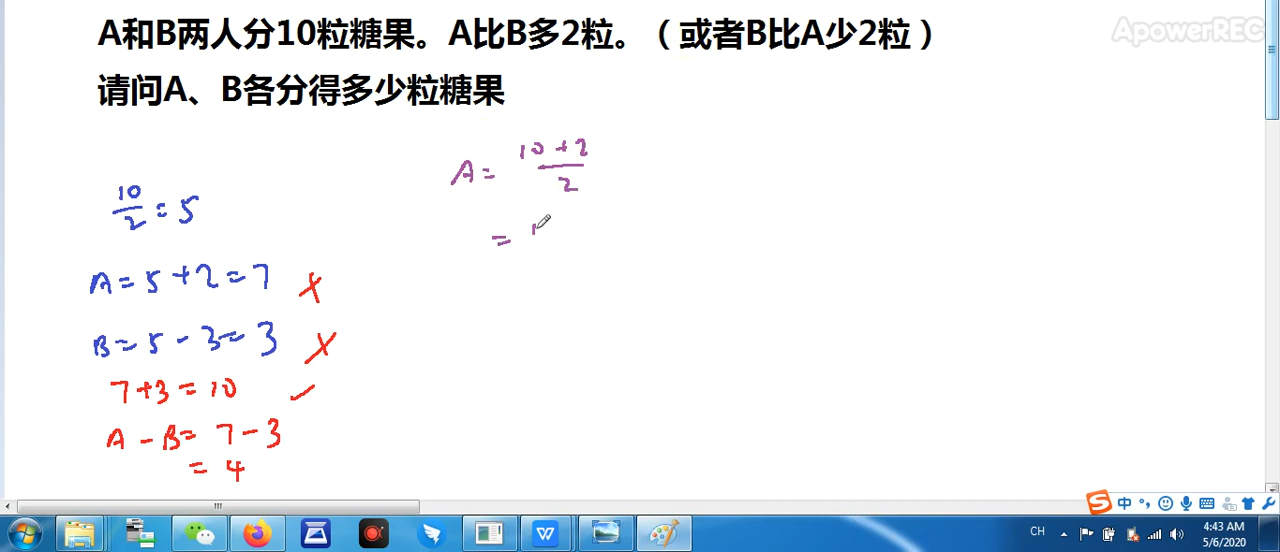 A和B两人分10粒糖果。A比B多2粒。（或者B比A少2粒）
请问A、B各分得多少粒糖果
ApowerREC
10/2 = 5
A = 5 + 2 = 7 ✗
B = 5 - 3 = 3 ✗
7 + 3 = 10 ✓
A - B = 7 - 3
= 4
A = (10 + 2)/2
= 1
中
CH
4:43 AM
5/6/2020